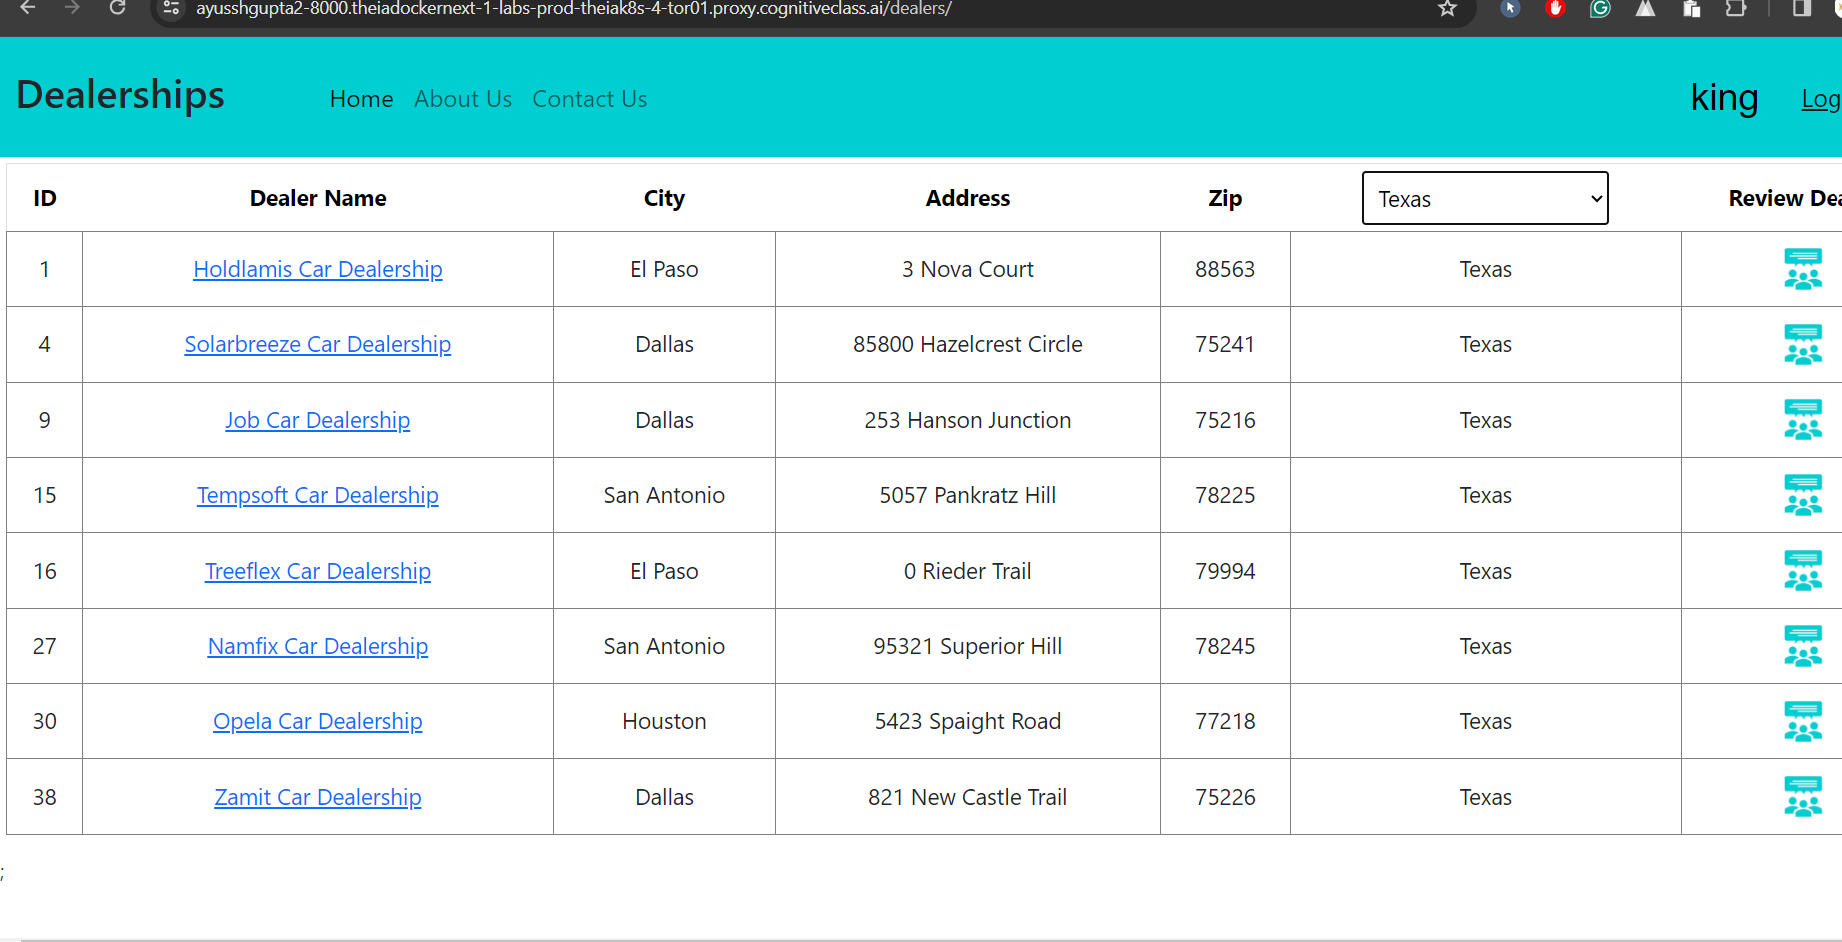 ayusshgupta2-8000.theiadockernext-1-labs-prod-theiak8s-4-tor01.proxy.cognitiveclass.ai/dealers/
Dealerships Home About Us Contact Us king Log
ID Dealer Name City Address Zip Texas Review Dea
1 Holdlamis Car Dealership El Paso 3 Nova Court 88563 Texas
4 Solarbreeze Car Dealership Dallas 85800 Hazelcrest Circle 75241 Texas
9 Job Car Dealership Dallas 253 Hanson Junction 75216 Texas
15 Tempsoft Car Dealership San Antonio 5057 Pankratz Hill 78225 Texas
16 Treeflex Car Dealership El Paso 0 Rieder Trail 79994 Texas
27 Namfix Car Dealership San Antonio 95321 Superior Hill 78245 Texas
30 Opela Car Dealership Houston 5423 Spaight Road 77218 Texas
38 Zamit Car Dealership Dallas 821 New Castle Trail 75226 Texas
;